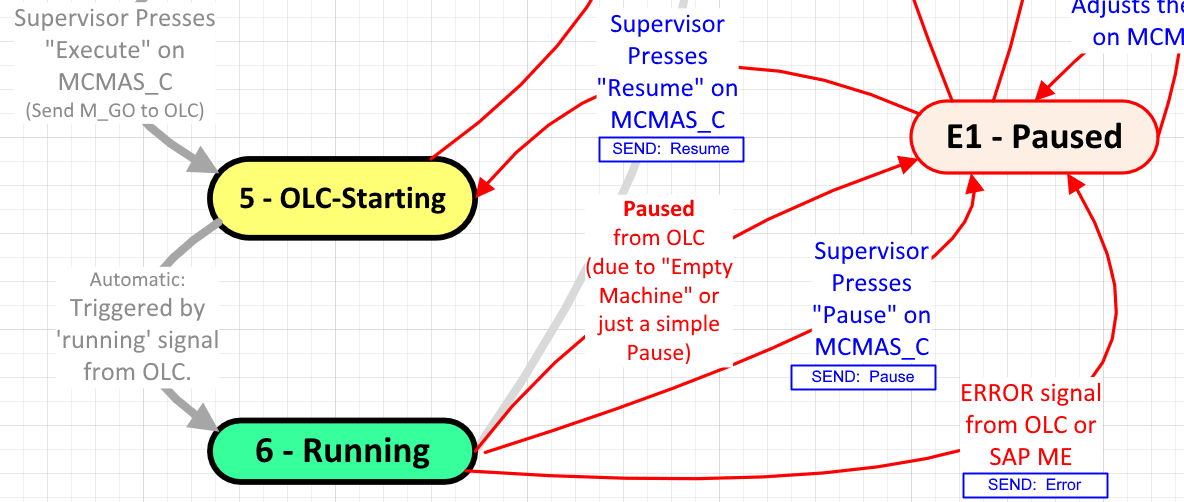 Supervisor Presses
"Execute" on
MCMAS_C
(Send M_GO to OLC)
Supervisor
Presses
"Resume" on
MCMAS_C
SEND: Resume
Adjusts the
on MCM
E1 - Paused
5 - OLC-Starting
Paused
from OLC
(due to "Empty
Machine" or
just a simple
Pause)
Supervisor
Presses
"Pause" on
MCMAS_C
SEND: Pause
Automatic:
Triggered by
'running' signal
from OLC.
ERROR signal
from OLC or
SAP ME
SEND: Error
6 - Running